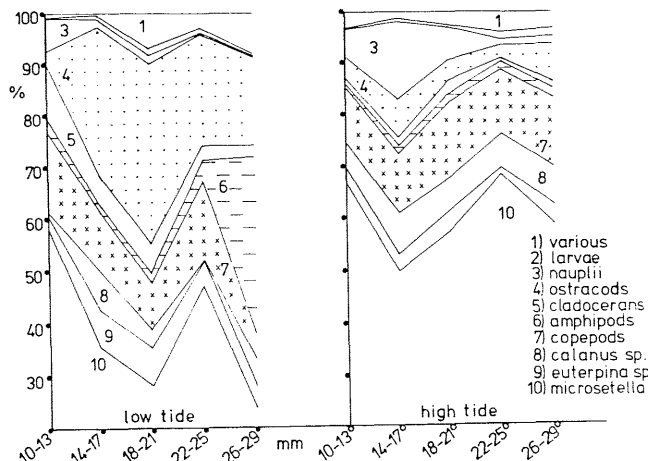 100
%
90
80
70
60
50
40
30
1
3
4
5
6
7
8
9
10
low tide
10-13°
14-17°
18-21°
22-25°
26-29°
mm
1
3
4
7
8
10
high tide
10-13°
14-17°
18-21°
22-25°
26-29°
1) various
2) larvae
3) nauplii
4) ostracods
5) cladocerans
6) amphipods
7) copepods
8) calanus sp.
9) euterpina sp
10) microsetella